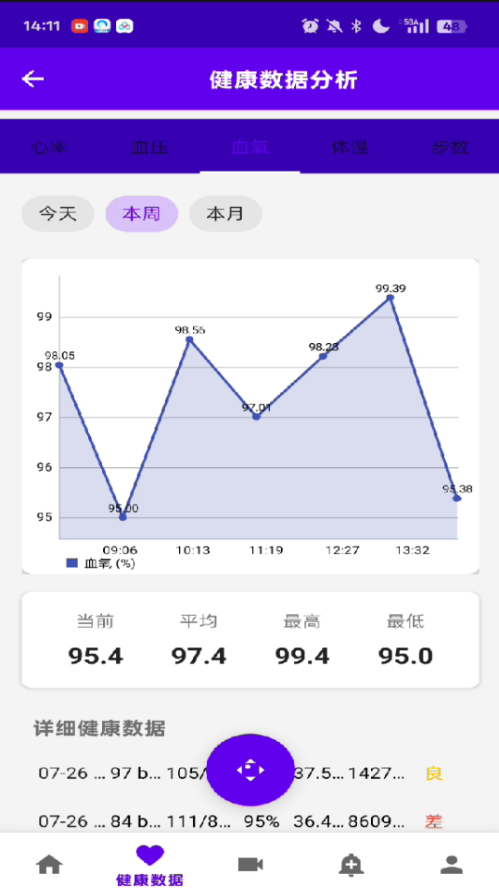 14:11 5GA 48
健康数据分析
心率 血压 血氧 体温 步数
今天 本周 本月
99.39
99
98.55
98.23
98.05
98
97.01
97
96
95.38
95.00
95
09:06 10:13 11:19 12:27 13:32
血氧 (%)
当前 平均 最高 最低
95.4 97.4 99.4 95.0
详细健康数据
07-26 ... 97 b... 105/ 37.5... 1427... 良
07-26 ... 84 b... 111/8... 95% 36.4... 8609... 差
健康数据